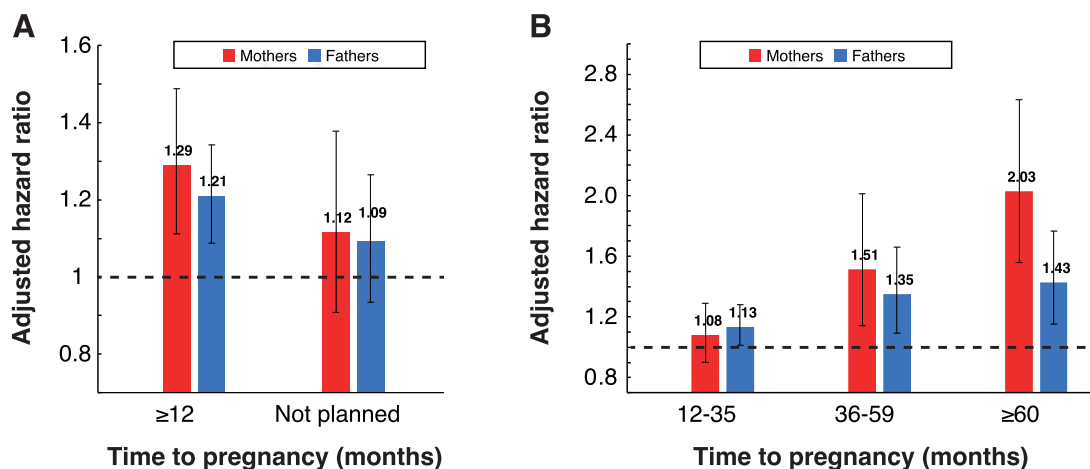 A
Adjusted hazard ratio
1.6
1.4
1.2
1
0.8
Mothers Fathers
1.29
1.21
1.12
1.09
≥12 Not planned
Time to pregnancy (months)
B
Adjusted hazard ratio
2.8
2.4
2.0
1.6
1.2
0.8
Mothers Fathers
1.08
1.13
1.51
1.35
2.03
1.43
12-35 36-59 ≥60
Time to pregnancy (months)